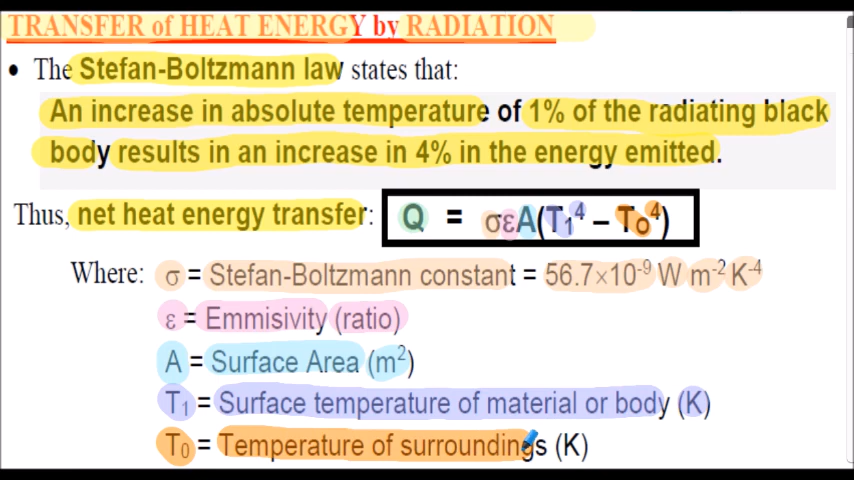 TRANSFER of HEAT ENERGY by RADIATION
• The Stefan-Boltzmann law states that:
An increase in absolute temperature of 1% of the radiating black
body results in an increase in 4% in the energy emitted.
Thus, net heat energy transfer: Q = σεA(T₁⁴ – T₀⁴)
Where: σ = Stefan-Boltzmann constant = 56.7×10⁻⁹ W m⁻² K⁻⁴
ε = Emmisivity (ratio)
A = Surface Area (m²)
T₁ = Surface temperature of material or body (K)
T₀ = Temperature of surroundings (K)